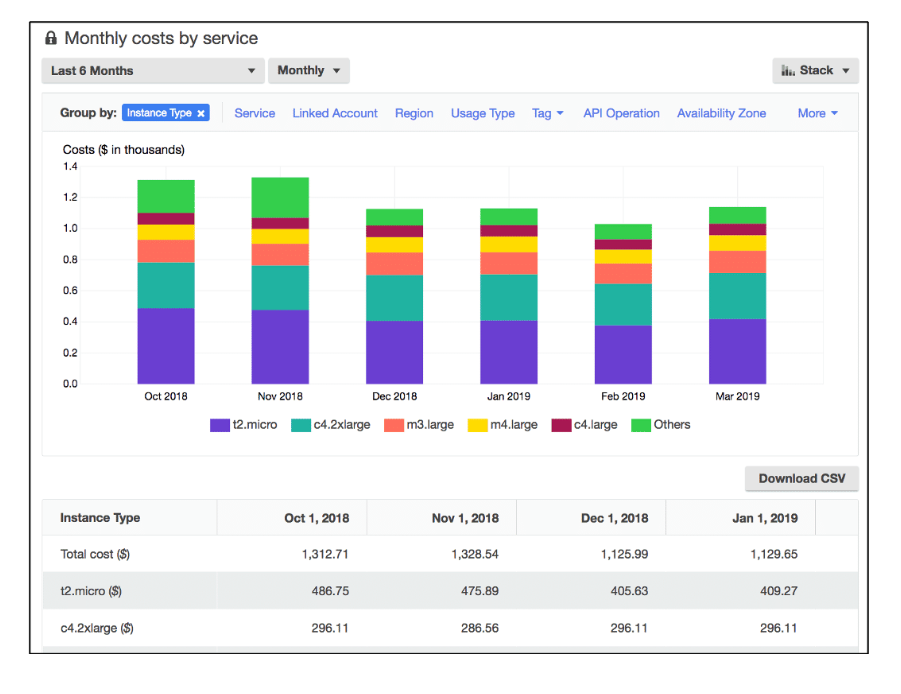 Monthly costs by service
Last 6 Months Monthly Stack
Group by: Instance Type x Service Linked Account Region Usage Type Tag API Operation Availability Zone More
Costs ($ in thousands)
1.4
1.2
1.0
0.8
0.6
0.4
0.2
0.0
Oct 2018 Nov 2018 Dec 2018 Jan 2019 Feb 2019 Mar 2019
t2.micro c4.2xlarge m3.large m4.large c4.large Others
Download CSV
Instance Type Oct 1, 2018 Nov 1, 2018 Dec 1, 2018 Jan 1, 2019
Total cost ($) 1,312.71 1,328.54 1,125.99 1,129.65
t2.micro ($) 486.75 475.89 405.63 409.27
c4.2xlarge ($) 296.11 286.56 296.11 296.11